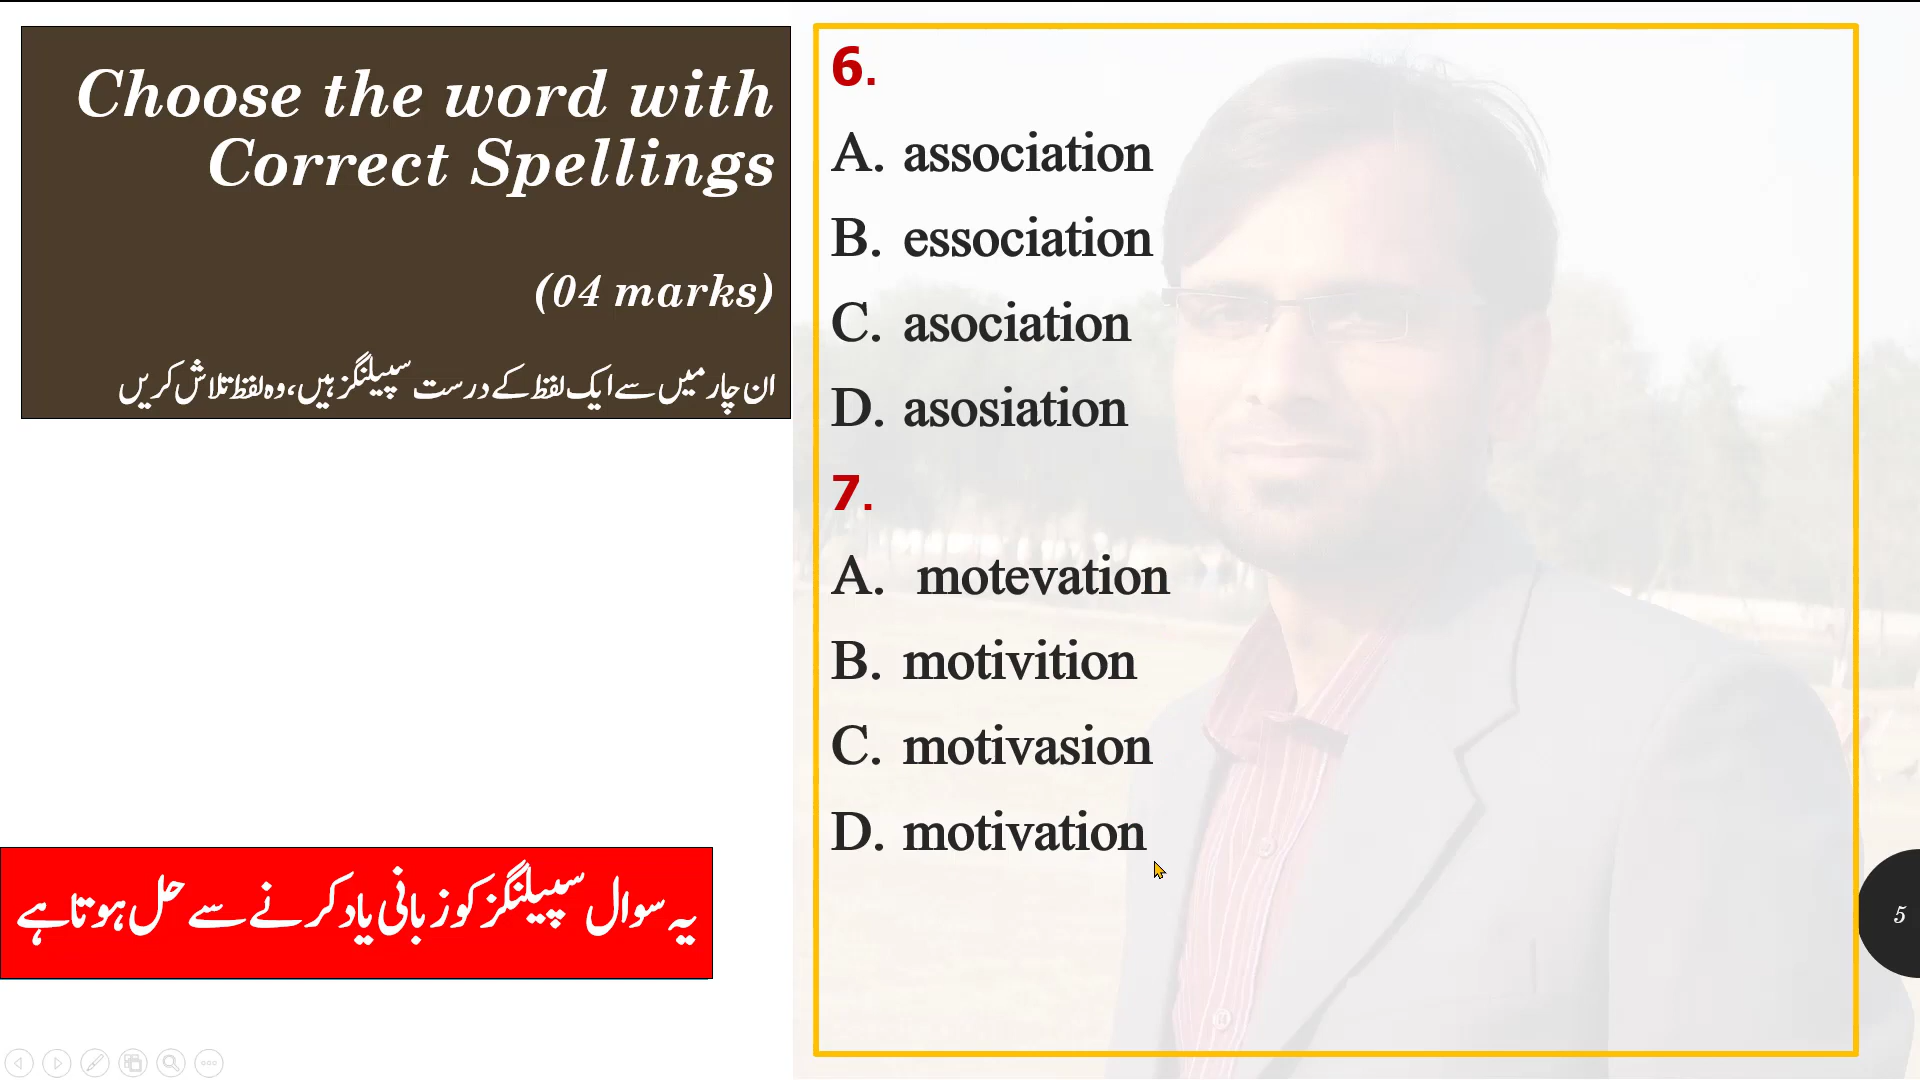 Choose the word with
Correct Spellings
(04 marks)
ان چار میں سے ایک لفظ کے درست سپیلنگز ہیں، وہ لفظ تلاش کریں
یہ سوال سپیلنگز کو زبانی یاد کرنے سے حل ہوتا ہے
6.
A. association
B. essociation
C. asociation
D. asosiation
7.
A. motevation
B. motivition
C. motivasion
D. motivation
5